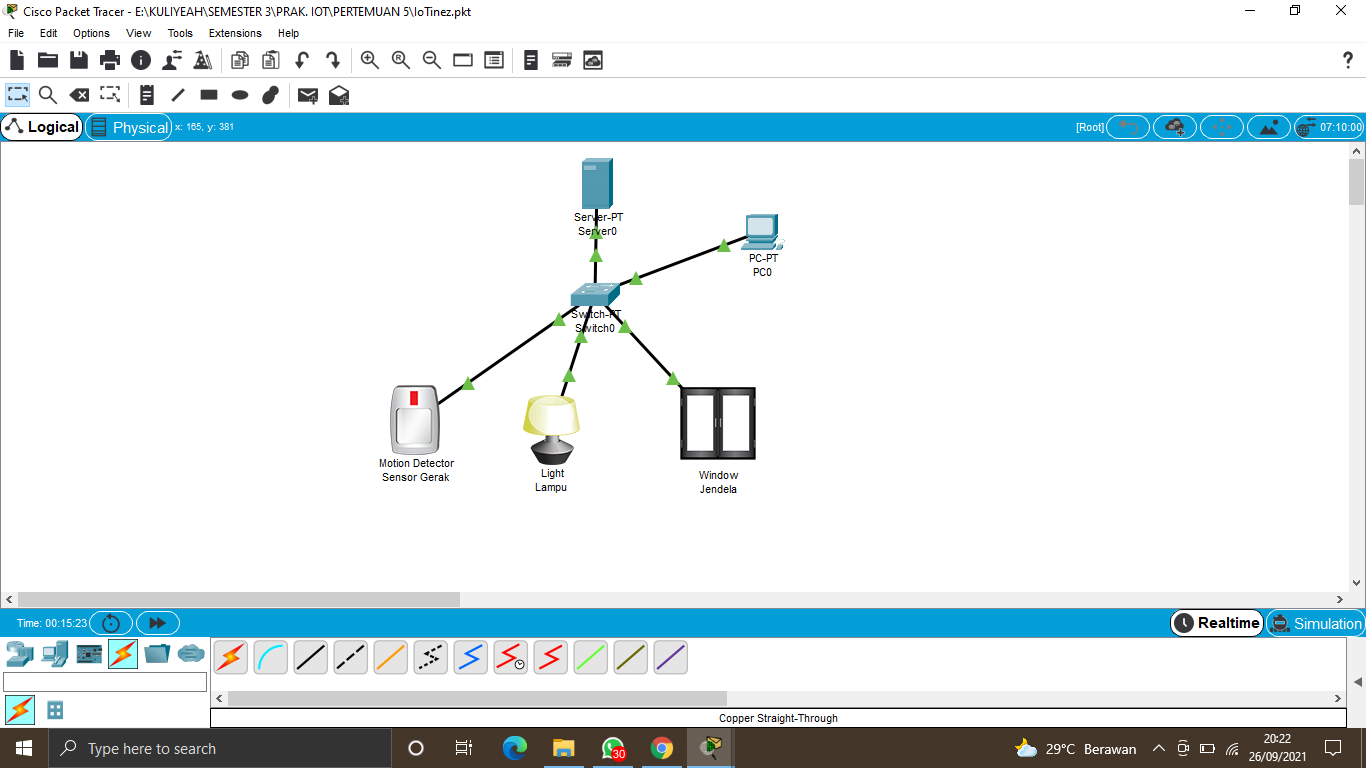 Cisco Packet Tracer - E:\KULIYEAH\SEMESTER 3\PRAK. IOT\PERTEMUAN 5\IoTinez.pkt
File Edit Options View Tools Extensions Help
Logical Physical x: 165, y: 381 [Root] 07:10:00
Server-PT
Server0
PC-PT
PC0
Switch-PT
Switch0
Motion Detector
Sensor Gerak
Light
Lampu
Window
Jendela
Time: 00:15:23 Realtime Simulation
Copper Straight-Through
Type here to search 30 29°C Berawan 20:22
26/09/2021